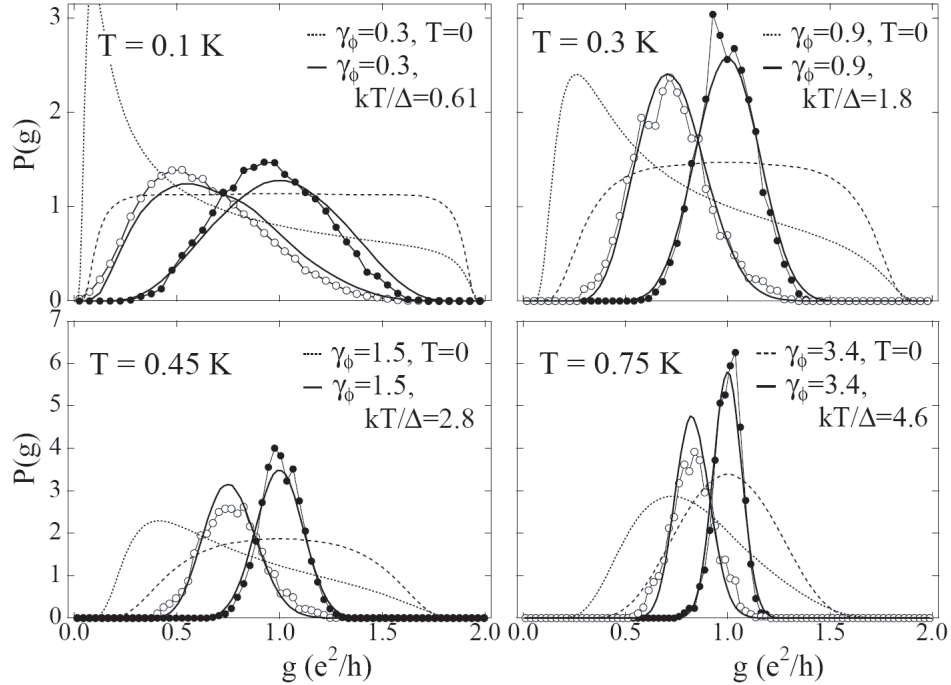 3
2
1
0
P(g)
T = 0.1 K
γϕ=0.3, T=0
γϕ=0.3,
kT/Δ=0.61
T = 0.3 K
γϕ=0.9, T=0
γϕ=0.9,
kT/Δ=1.8
7
6
5
4
3
2
1
0
P(g)
T = 0.45 K
γϕ=1.5, T=0
γϕ=1.5,
kT/Δ=2.8
T = 0.75 K
γϕ=3.4, T=0
γϕ=3.4,
kT/Δ=4.6
0.0 0.5 1.0 1.5 2.0
g (e²/h)
0.0 0.5 1.0 1.5 2.0
g (e²/h)